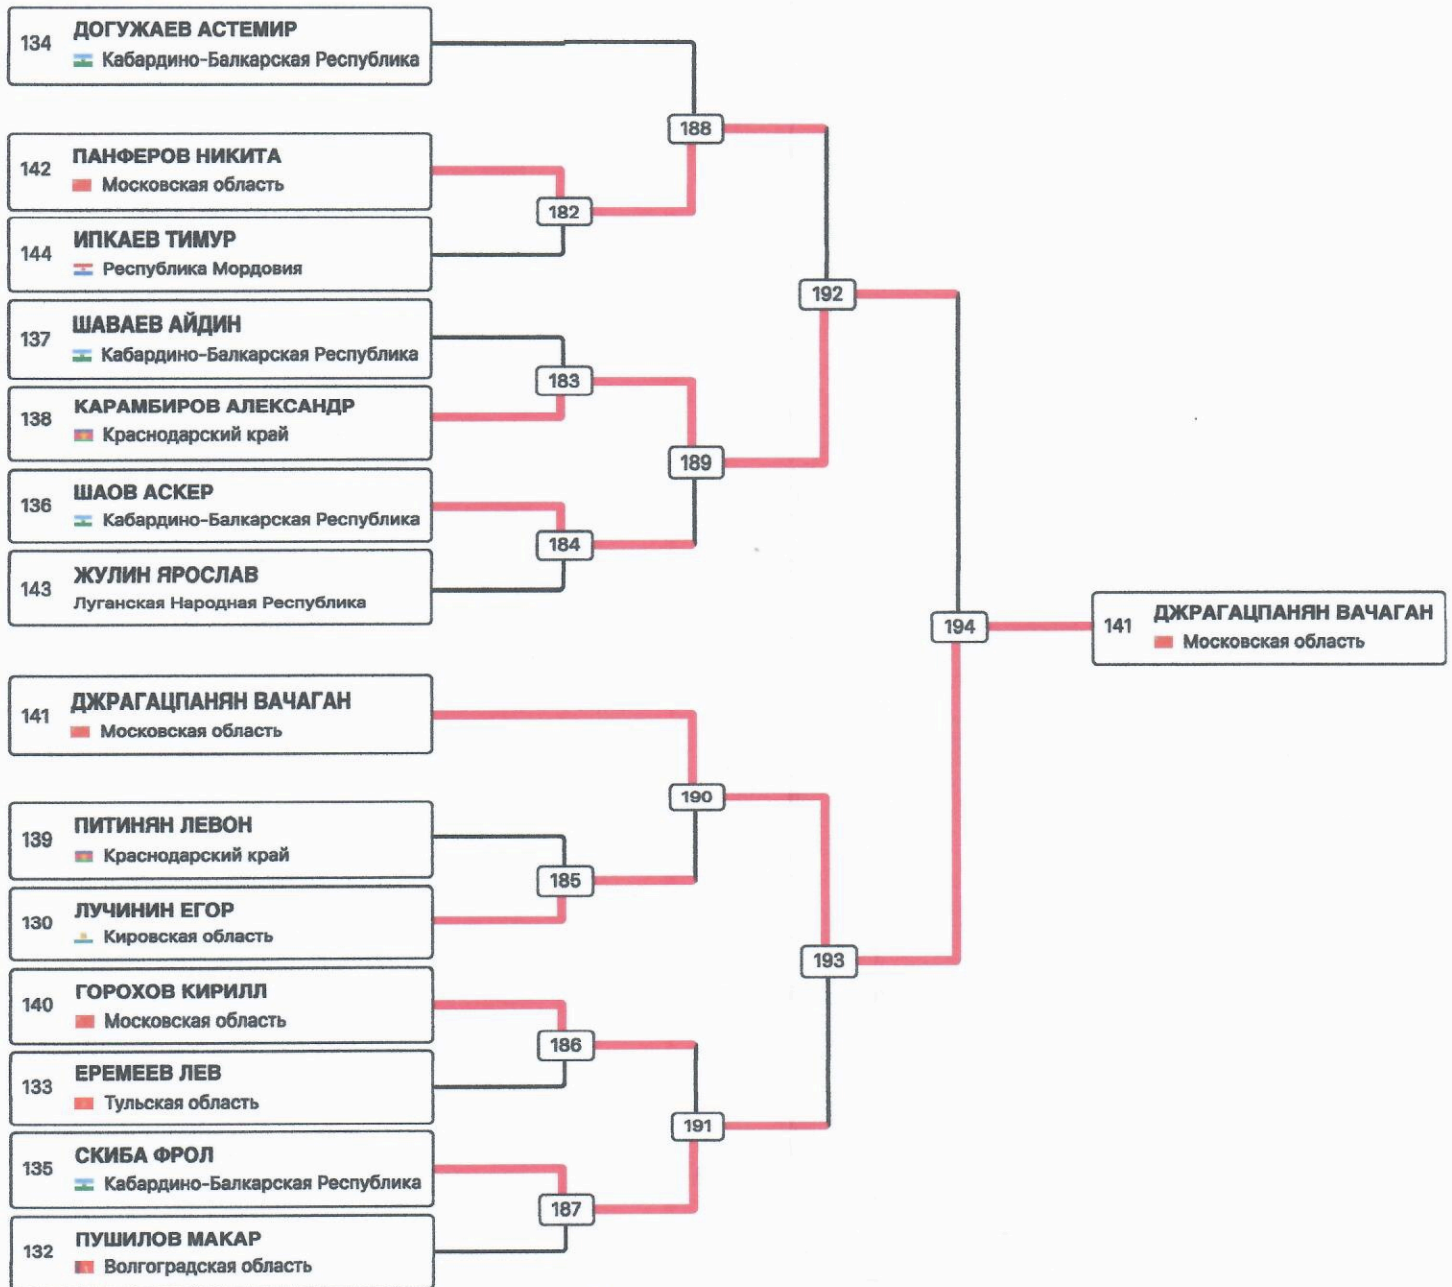 134 ДОГУЖАЕВ АСТЕМИР
Кабардино-Балкарская Республика
188
142 ПАНФЕРОВ НИКИТА
Московская область
182
144 ИПКАЕВ ТИМУР
Республика Мордовия
192
137 ШАВАЕВ АЙДИН
Кабардино-Балкарская Республика
183
138 КАРАМБИРОВ АЛЕКСАНДР
Краснодарский край
189
136 ШАОВ АСКЕР
Кабардино-Балкарская Республика
184
143 ЖУЛИН ЯРОСЛАВ
Луганская Народная Республика
194
141 ДЖРАГАЦПАНЯН ВАЧАГАН
Московская область
141 ДЖРАГАЦПАНЯН ВАЧАГАН
Московская область
190
139 ПИТИНЯН ЛЕВОН
Краснодарский край
185
130 ЛУЧИНИН ЕГОР
Кировская область
193
140 ГОРОХОВ КИРИЛЛ
Московская область
186
133 ЕРЕМЕЕВ ЛЕВ
Тульская область
191
135 СКИБА ФРОЛ
Кабардино-Балкарская Республика
187
132 ПУШИЛОВ МАКАР
Волгоградская область